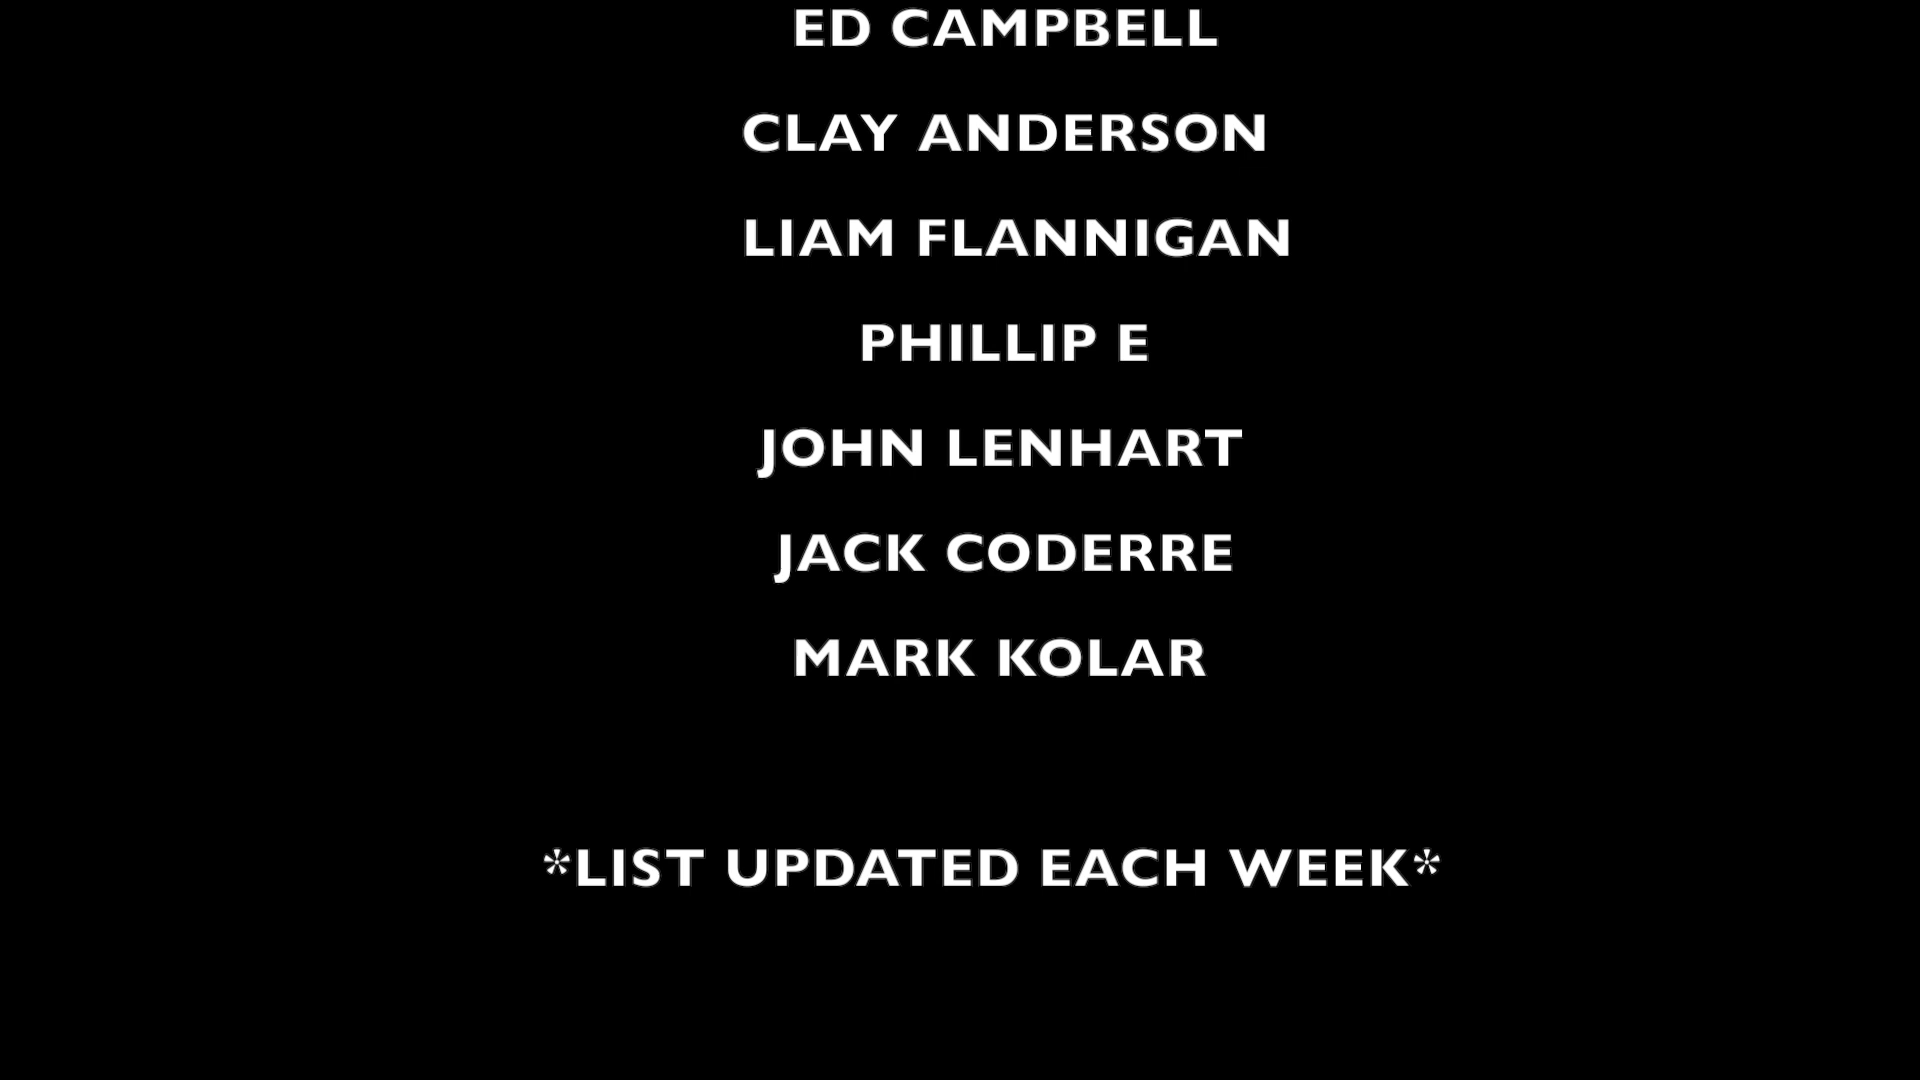 ED CAMPBELL
CLAY ANDERSON
LIAM FLANNIGAN
PHILLIP E
JOHN LENHART
JACK CODERRE
MARK KOLAR
*LIST UPDATED EACH WEEK*